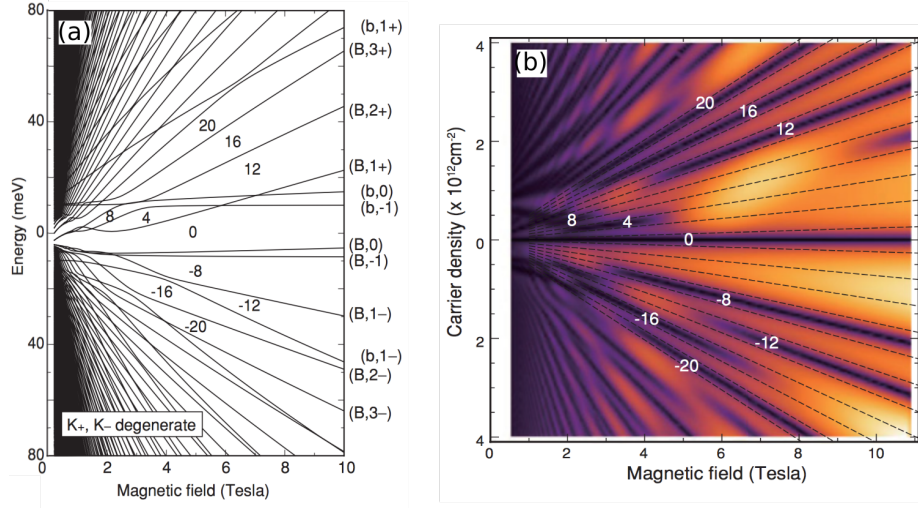 (a)
80
40
0
40
80
Energy (meV)
20
16
12
8
4
0
-8
-16
-12
-20
K₊, K₋ degenerate
0
2
4
6
8
10
Magnetic field (Tesla)
(b,1+)
(B,3+)
(B,2+)
(B,1+)
(b,0)
(b,-1)
(B,0)
(B,-1)
(B,1−)
(b,1−)
(B,2−)
(B,3−)
(b)
4
2
0
2
4
Carrier density (x 10¹²cm⁻²)
20
16
12
8
4
0
-8
-16
-12
-20
0
2
4
6
8
10
Magnetic field (Tesla)